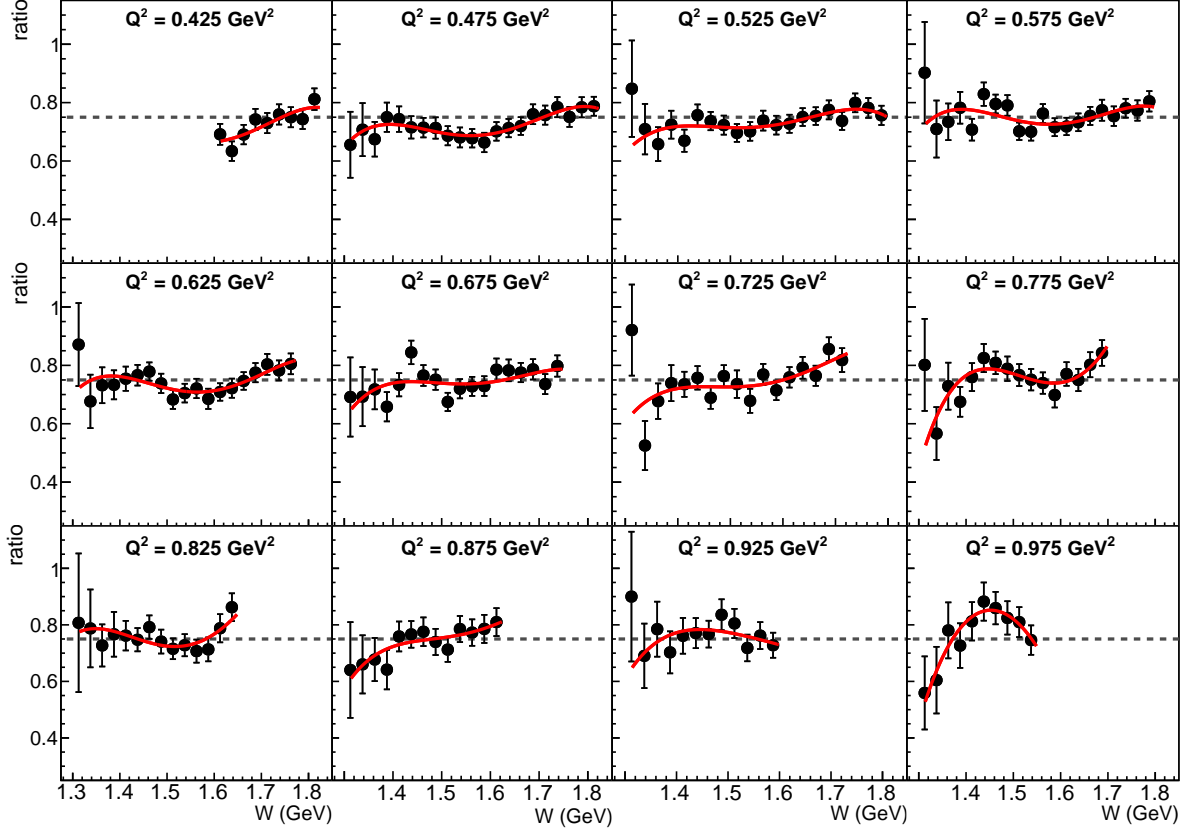 ratio
Q² = 0.425 GeV²
Q² = 0.475 GeV²
Q² = 0.525 GeV²
Q² = 0.575 GeV²
1
0.8
0.6
0.4
ratio
Q² = 0.625 GeV²
Q² = 0.675 GeV²
Q² = 0.725 GeV²
Q² = 0.775 GeV²
1
0.8
0.6
0.4
ratio
Q² = 0.825 GeV²
Q² = 0.875 GeV²
Q² = 0.925 GeV²
Q² = 0.975 GeV²
1
0.8
0.6
0.4
1.3 1.4 1.5 1.6 1.7 1.8
1.4 1.5 1.6 1.7 1.8
1.4 1.5 1.6 1.7 1.8
1.4 1.5 1.6 1.7 1.8
W (GeV)
W (GeV)
W (GeV)
W (GeV)